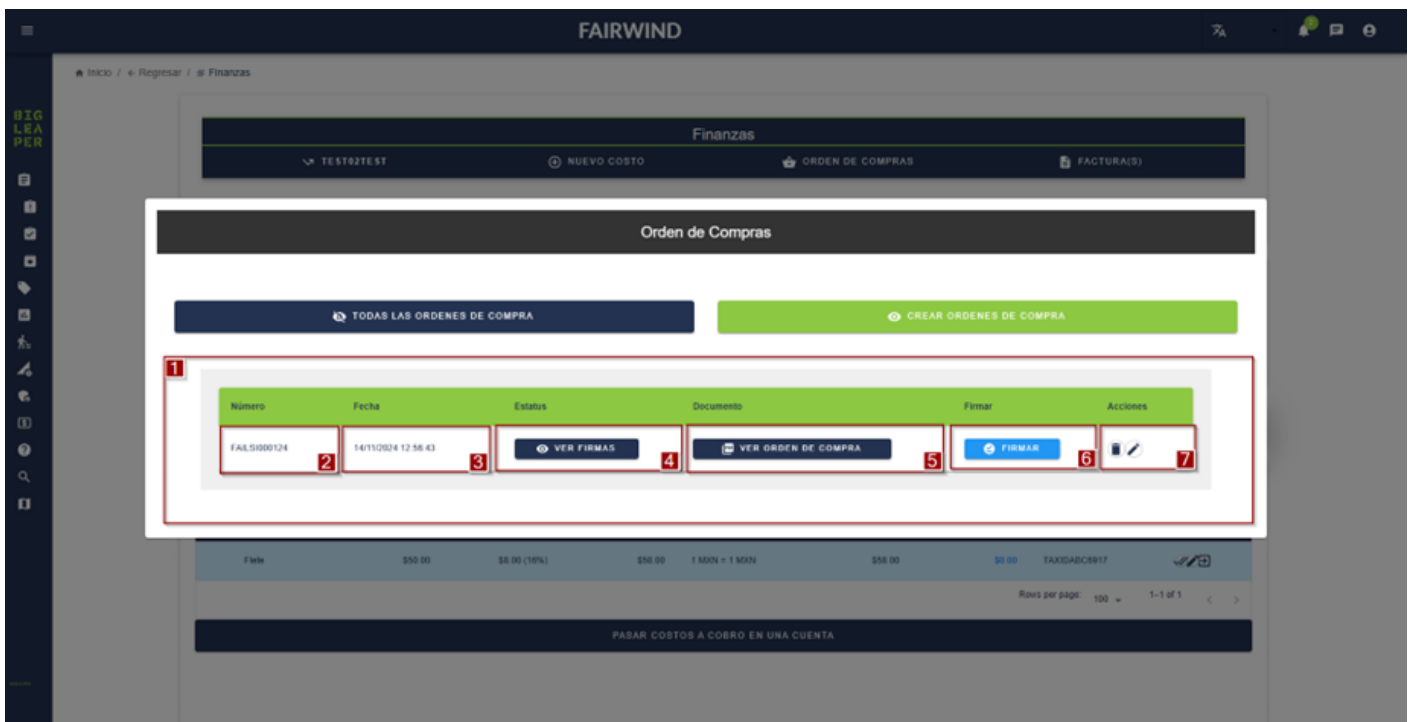 FAIRWIND
Inicio / Regresar / Finanzas
BIG
LEA
PER
Finanzas
TEST02TEST NUEVO COSTO ORDEN DE COMPRAS FACTURA(S)
Orden de Compras
TODAS LAS ORDENES DE COMPRA CREAR ORDENES DE COMPRA
1
Número Fecha Estatus Documento Firmar Acciones
FAILSI000124 14/11/2024 12:56:43 VER FIRMAS VER ORDEN DE COMPRA FIRMAR
2 3 4 5 6 7
Flete $50.00 $8.00 (16%) $58.00 1 MXN = 1 MXN $58.00 $0.00 TAXIDABC8917
Rows per page: 100 1–1 of 1
PASAR COSTOS A COBRO EN UNA CUENTA